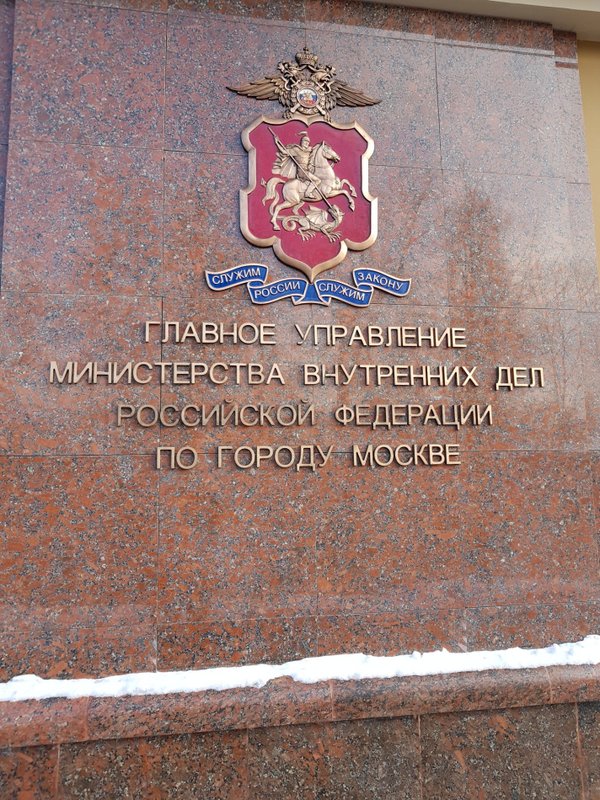 СЛУЖИМ РОССИИ СЛУЖИМ ЗАКОНУ
ГЛАВНОЕ УПРАВЛЕНИЕ
МИНИСТЕРСТВА ВНУТРЕННИХ ДЕЛ
РОССИЙСКОЙ ФЕДЕРАЦИИ
ПО ГОРОДУ МОСКВЕ